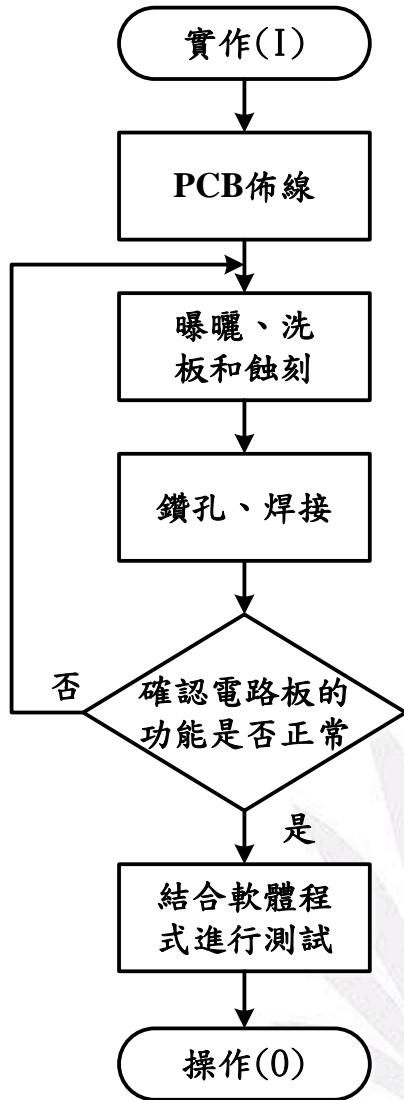 實作(I)
PCB佈線
曝曬、洗
板和蝕刻
鑽孔、焊接
確認電路板的
功能是否正常
否
是
結合軟體程
式進行測試
操作(O)